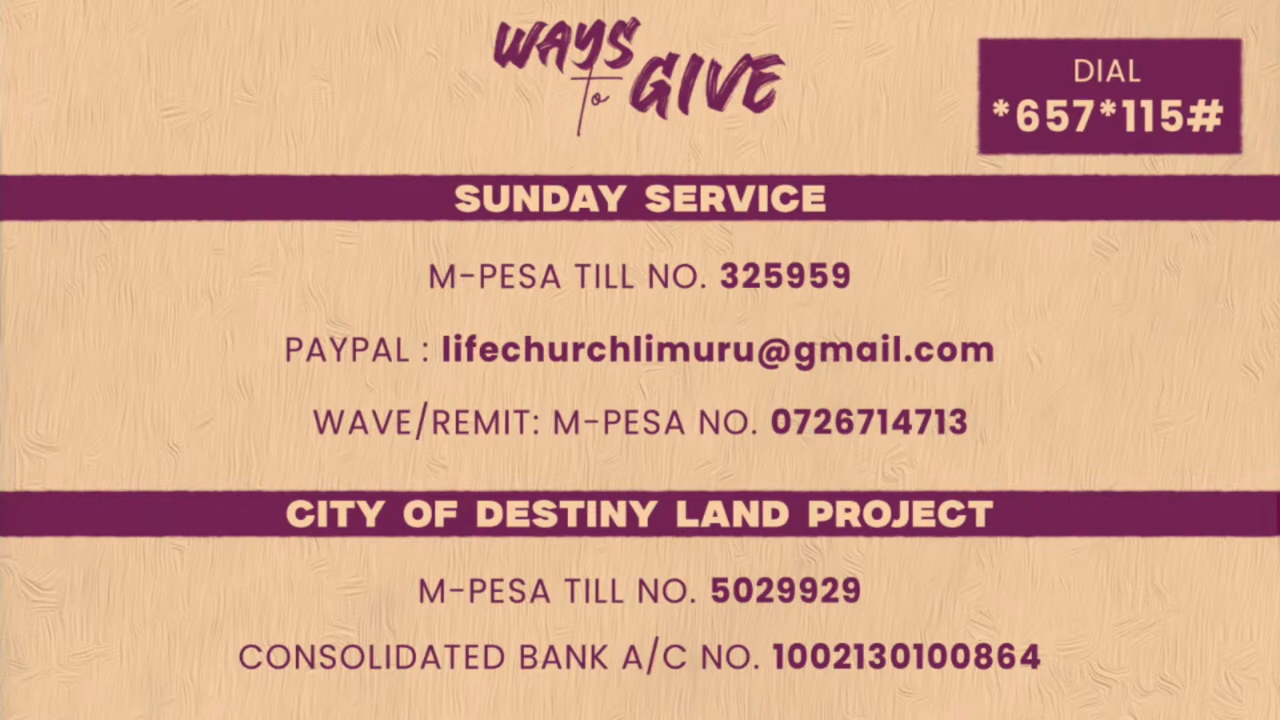 WAYS
to GIVE
DIAL
*657*115#
SUNDAY SERVICE
M-PESA TILL NO. 325959
PAYPAL : lifechurchlimuru@gmail.com
WAVE/REMIT: M-PESA NO. 0726714713
CITY OF DESTINY LAND PROJECT
M-PESA TILL NO. 5029929
CONSOLIDATED BANK A/C NO. 1002130100864